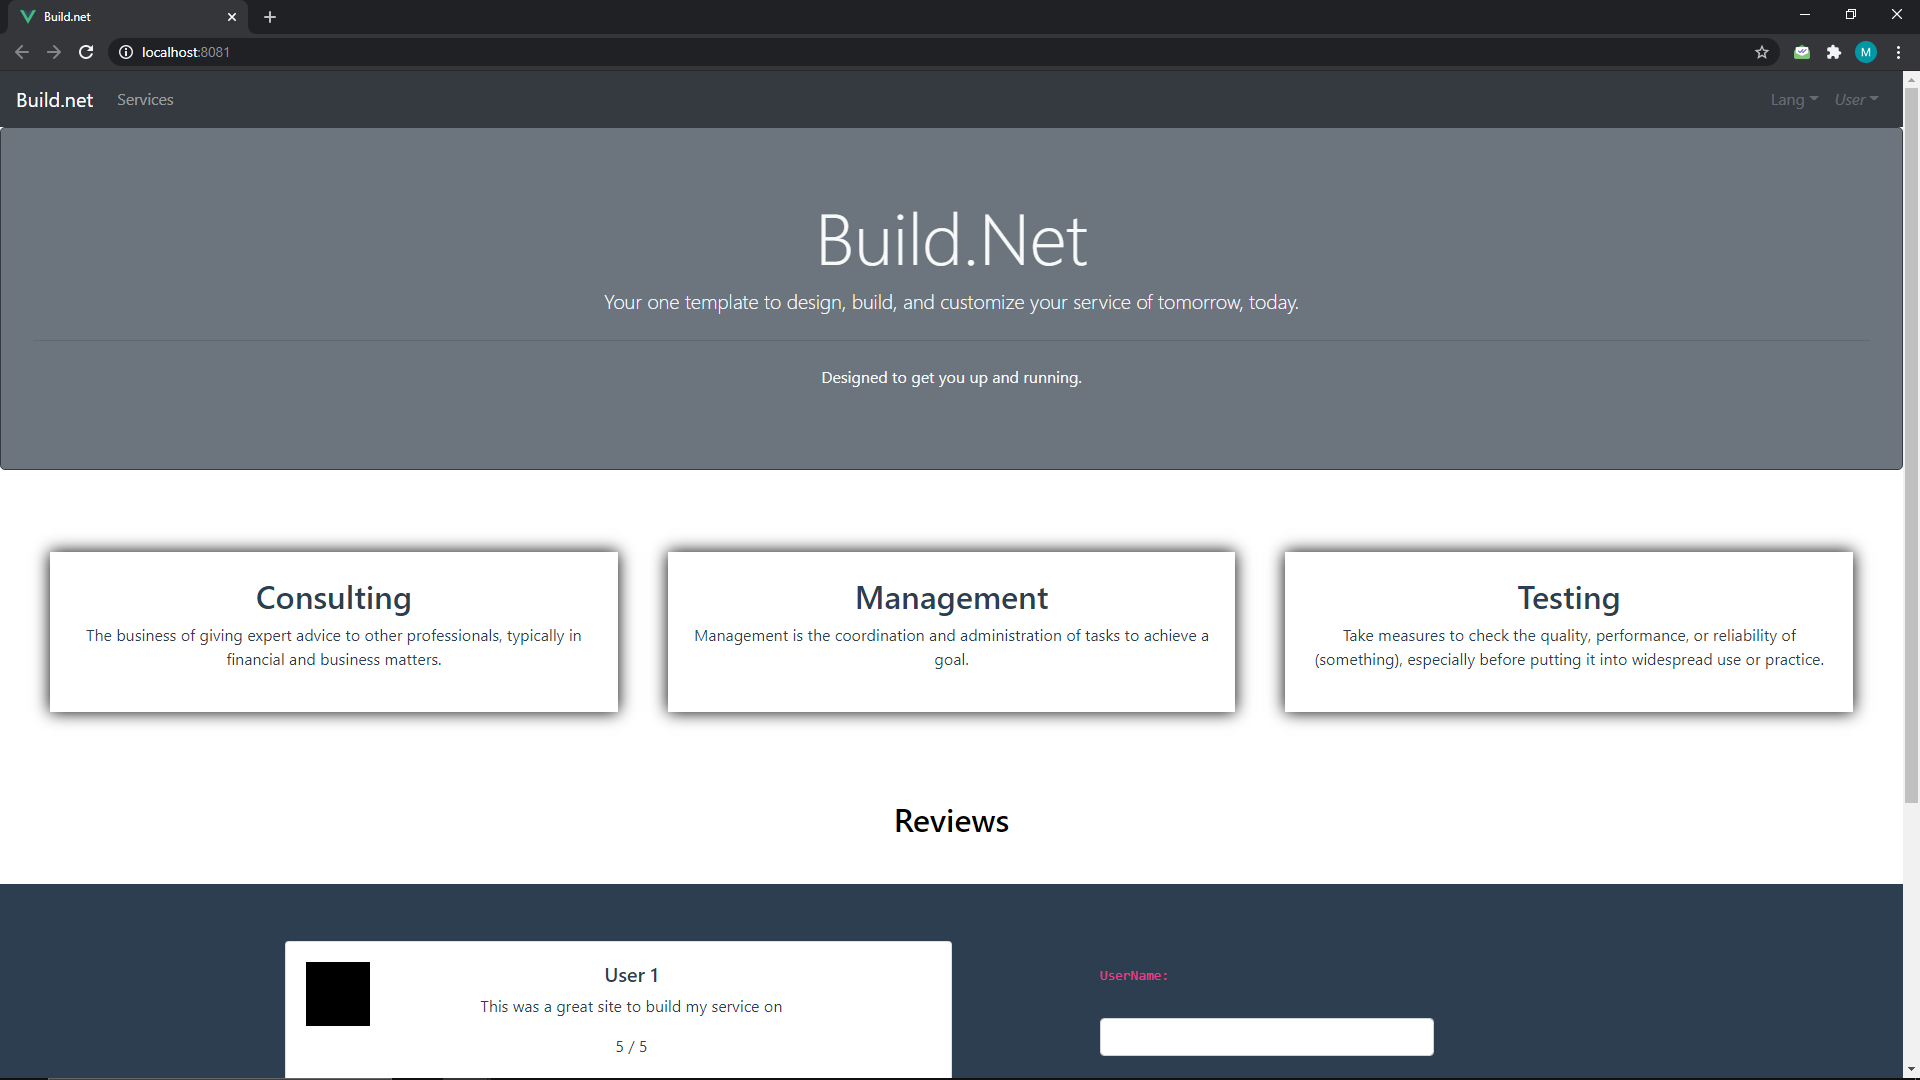 Build.net
localhost:8081
M
Build.net Services Lang User
Build.Net
Your one template to design, build, and customize your service of tomorrow, today.
Designed to get you up and running.
Consulting
The business of giving expert advice to other professionals, typically in
financial and business matters.
Management
Management is the coordination and administration of tasks to achieve a
goal.
Testing
Take measures to check the quality, performance, or reliability of
(something), especially before putting it into widespread use or practice.
Reviews
User 1
This was a great site to build my service on
5 / 5
UserName: